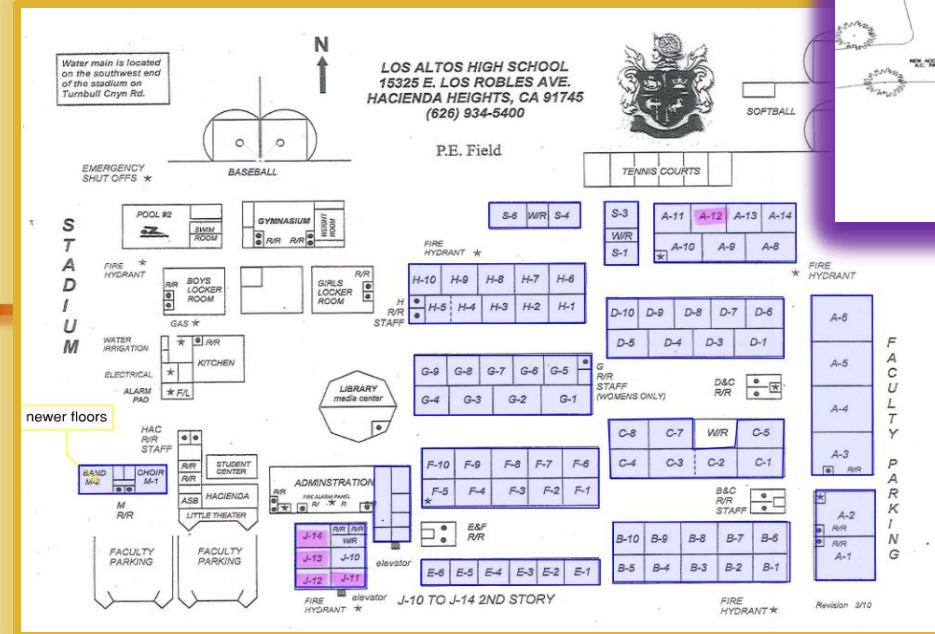 Water main is located
on the southwest end
of the stadium on
Turnbull Cnyn Rd.
N
LOS ALTOS HIGH SCHOOL
15325 E. LOS ROBLES AVE.
HACIENDA HEIGHTS, CA 91745
(626) 934-5400
P.E. Field
SOFTBALL
EMERGENCY
SHUT OFFS ★
BASEBALL
TENNIS COURTS
STADIUM
POOL #2
SWIM
ROOM
GYMNASIUM
R/R R/R
WEIGHT
ROOM
S-6 W/R S-4
S-3
W/R
S-1
A-11 A-12 A-13 A-14
A-10 A-9 A-8
FIRE
HYDRANT ★
FIRE
HYDRANT
FIRE
HYDRANT
R/R
BOYS
LOCKER
ROOM
R/R
GIRLS
LOCKER
ROOM
H
R/R
STAFF
H-10 H-9 H-8 H-7 H-6
H-5 H-4 H-3 H-2 H-1
GAS ★
D-10 D-9 D-8 D-7 D-6
D-5 D-4 D-3 D-1
A-6
A-5
A-4
A-3
R/R
FACULTY PARKING
WATER
IRRIGATION
R/R
KITCHEN
ELECTRICAL
ALARM
PAD
F/L
LIBRARY
media center
G-9 G-8 G-7 G-6 G-5
G-4 G-3 G-2 G-1
G
R/R
STAFF
(WOMENS ONLY)
D&C
R/R
newer floors
HAC
R/R
STAFF
C-8 C-7 W/R C-5
C-4 C-3 C-2 C-1
BAND
M-2
CHOIR
M-1
M
R/R
R/R
R/R
STUDENT
CENTER
ASB HACIENDA
LITTLE THEATER
ADMINSTRATION
R/R
FIRE ALARM PANEL
F-10 F-9 F-8 F-7 F-6
F-5 F-4 F-3 F-2 F-1
B&C
R/R
STAFF
A-2
R/R
R/R
A-1
J-14 R/R R/R
W/R
J-13 J-10
J-12 J-11
E&F
R/R
B-10 B-9 B-8 B-7 B-6
B-5 B-4 B-3 B-2 B-1
FACULTY
PARKING
FACULTY
PARKING
elevator
E-6 E-5 E-4 E-3 E-2 E-1
elevator
FIRE
HYDRANT ★
J-10 TO J-14 2ND STORY
FIRE
HYDRANT ★
Revision 3/10